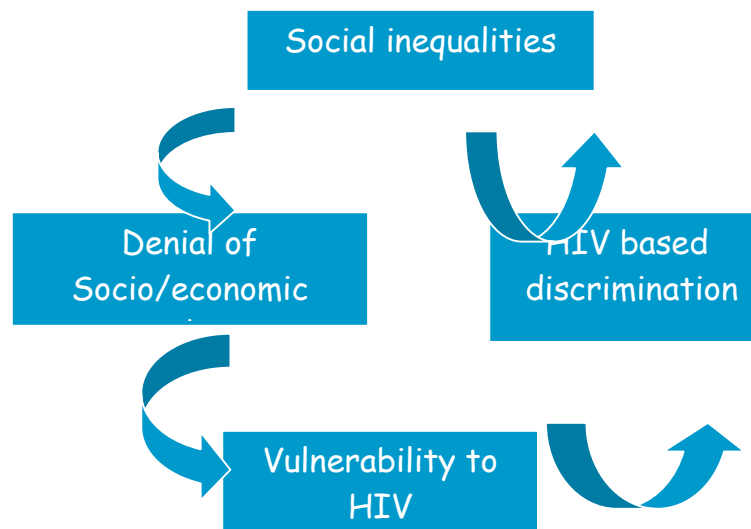 Social inequalities
Denial of
Socio/economic
HIV based
discrimination
Vulnerability to
HIV